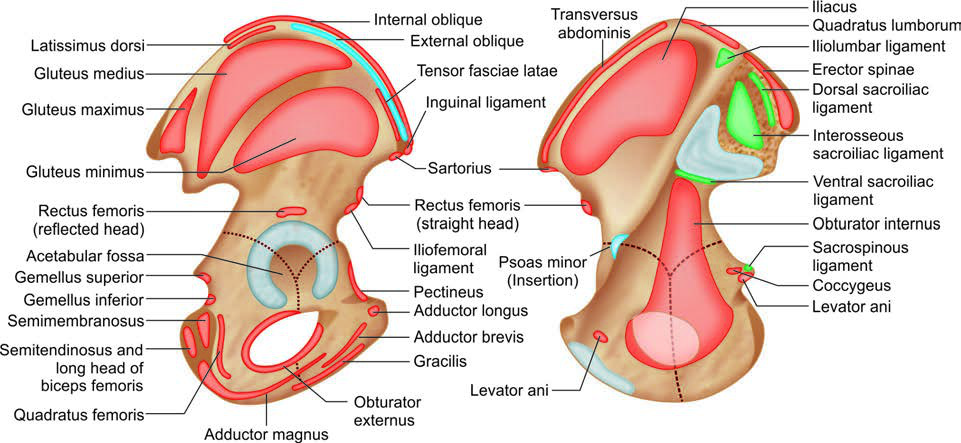 Latissimus dorsi
Gluteus medius
Gluteus maximus
Gluteus minimus
Rectus femoris
(reflected head)
Acetabular fossa
Gemellus superior
Gemellus inferior
Semimembranosus
Semitendinosus and
long head of
biceps femoris
Quadratus femoris
Adductor magnus
Internal oblique
External oblique
Tensor fasciae latae
Inguinal ligament
Sartorius
Rectus femoris
(straight head)
Iliofemoral
ligament
Pectineus
Adductor longus
Adductor brevis
Gracilis
Obturator
externus
Transversus
abdominis
Psoas minor
(Insertion)
Levator ani
Iliacus
Quadratus lumborum
Iliolumbar ligament
Erector spinae
Dorsal sacroiliac
ligament
Interosseous
sacroiliac ligament
Ventral sacroiliac
ligament
Obturator internus
Sacrospinous
ligament
Coccygeus
Levator ani